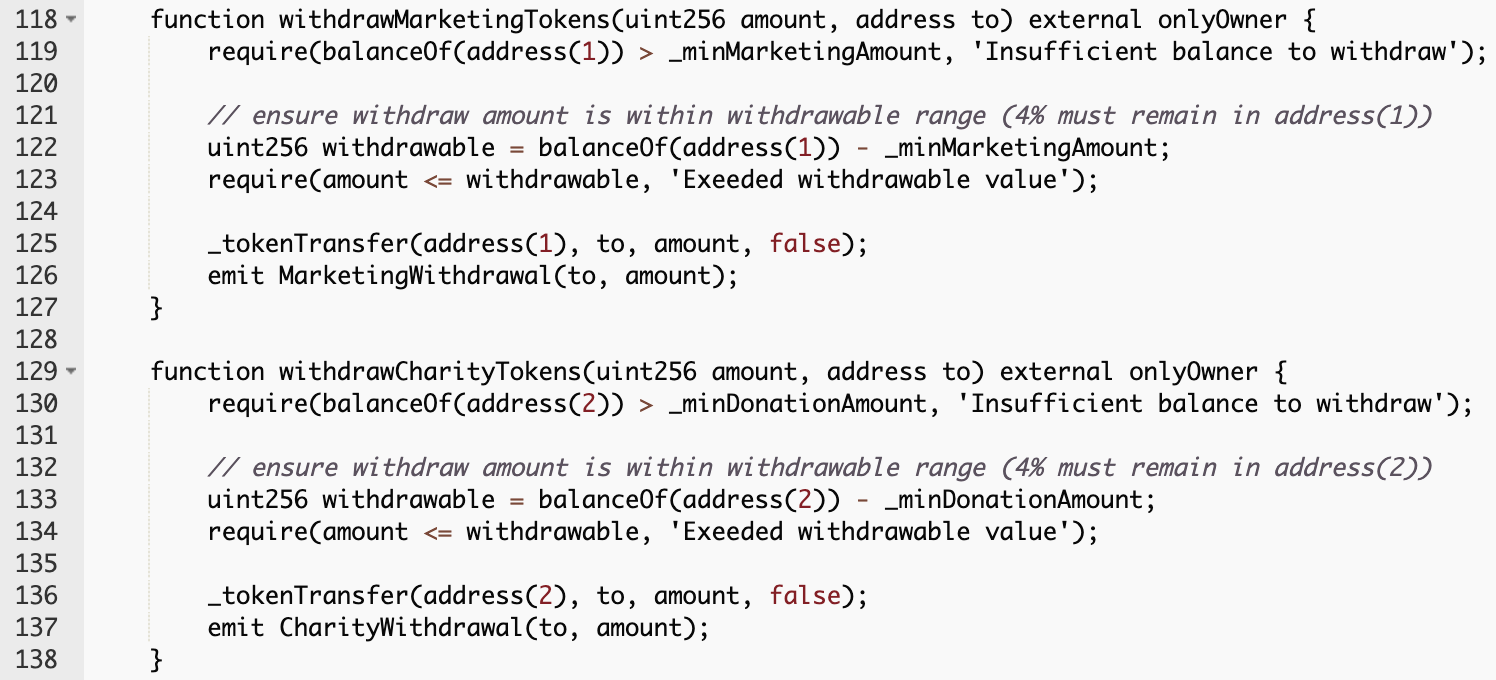 118 function withdrawMarketingTokens(uint256 amount, address to) external onlyOwner {
119 require(balanceOf(address(1)) > _minMarketingAmount, 'Insufficient balance to withdraw');
120
121 // ensure withdraw amount is within withdrawable range (4% must remain in address(1))
122 uint256 withdrawable = balanceOf(address(1)) - _minMarketingAmount;
123 require(amount <= withdrawable, 'Exeeded withdrawable value');
124
125 _tokenTransfer(address(1), to, amount, false);
126 emit MarketingWithdrawal(to, amount);
127 }
128
129 function withdrawCharityTokens(uint256 amount, address to) external onlyOwner {
130 require(balanceOf(address(2)) > _minDonationAmount, 'Insufficient balance to withdraw');
131
132 // ensure withdraw amount is within withdrawable range (4% must remain in address(2))
133 uint256 withdrawable = balanceOf(address(2)) - _minDonationAmount;
134 require(amount <= withdrawable, 'Exeeded withdrawable value');
135
136 _tokenTransfer(address(2), to, amount, false);
137 emit CharityWithdrawal(to, amount);
138 }